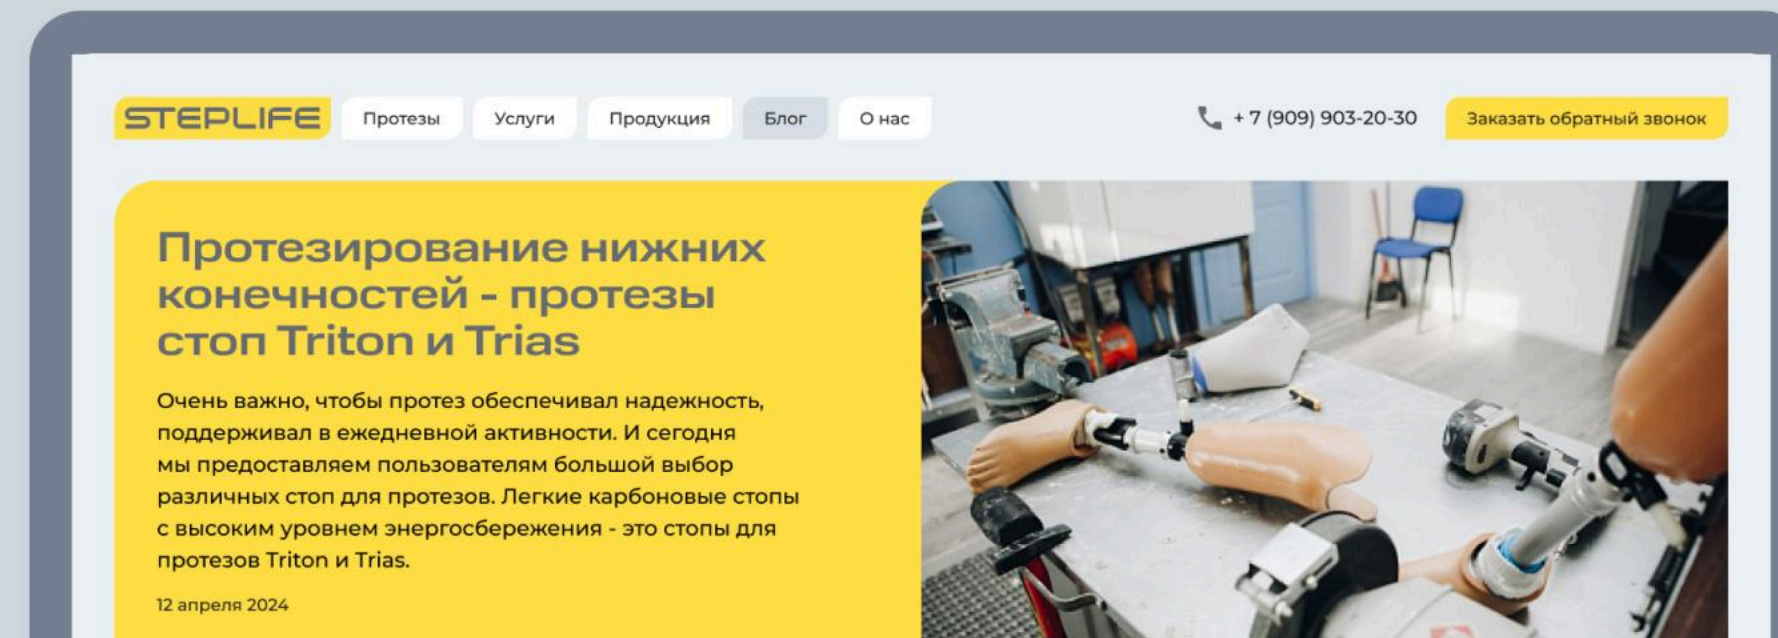 STEPLIFE
Протезы
Услуги
Продукция
Блог
О нас
+ 7 (909) 903-20-30
Заказать обратный звонок
Протезирование нижних
конечностей - протезы
стоп Triton и Trias
Очень важно, чтобы протез обеспечивал надежность,
поддерживал в ежедневной активности. И сегодня
мы предоставляем пользователям большой выбор
различных стоп для протезов. Легкие карбоновые стопы
с высоким уровнем энергосбережения - это стопы для
протезов Triton и Trias.
12 апреля 2024